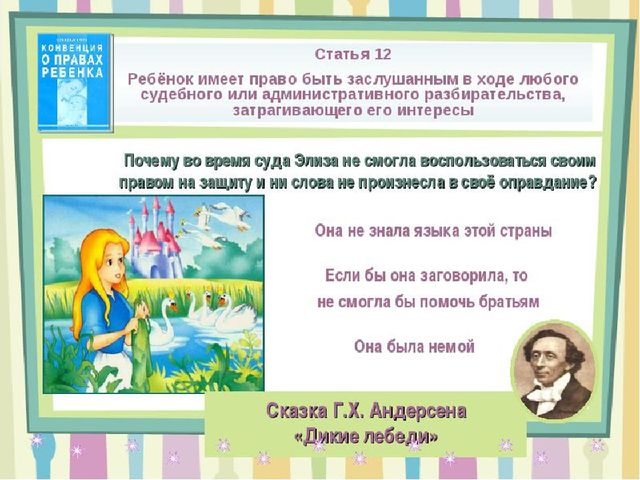 КОНВЕНЦИЯ
О ПРАВАХ
РЕБЕНКА
Статья 12
Ребёнок имеет право быть заслушанным в ходе любого
судебного или административного разбирательства,
затрагивающего его интересы
Почему во время суда Элиза не смогла воспользоваться своим
правом на защиту и ни слова не произнесла в своё оправдание?
Она не знала языка этой страны
Если бы она заговорила, то
не смогла бы помочь братьям
Она была немой
Сказка Г.Х. Андерсена
«Дикие лебеди»